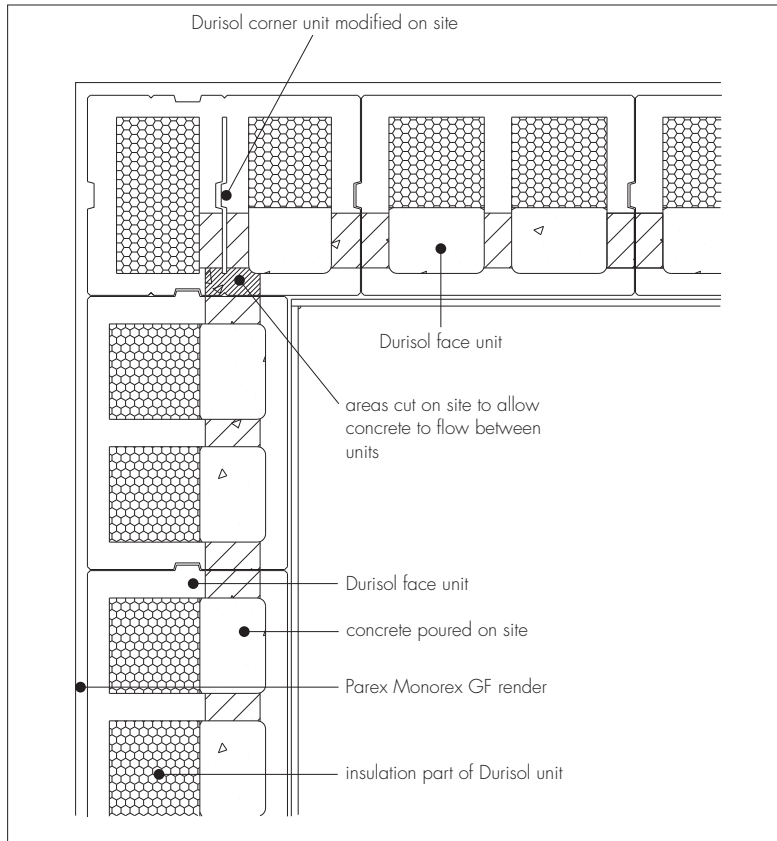 Durisol corner unit modified on site
Durisol face unit
areas cut on site to allow
concrete to flow between
units
Durisol face unit
concrete poured on site
Parex Monorex GF render
insulation part of Durisol unit